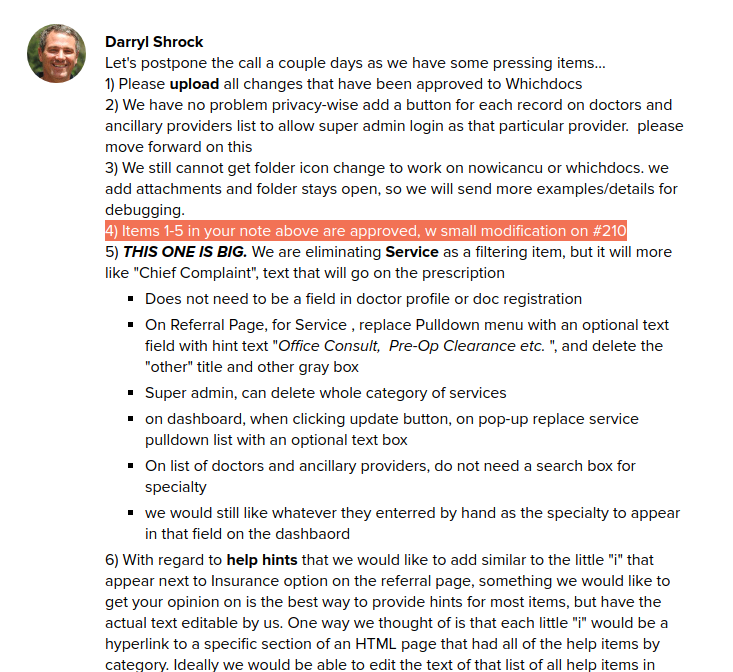 Darryl Shrock
Let's postpone the call a couple days as we have some pressing items...
1) Please upload all changes that have been approved to Whichdocs
2) We have no problem privacy-wise add a button for each record on doctors and
ancillary providers list to allow super admin login as that particular provider.  please
move forward on this
3) We still cannot get folder icon change to work on nowicancu or whichdocs. we
add attachments and folder stays open, so we will send more examples/details for
debugging.
4) Items 1-5 in your note above are approved, w small modification on #210
5) THIS ONE IS BIG. We are eliminating Service as a filtering item, but it will more
like "Chief Complaint", text that will go on the prescription
▪ Does not need to be a field in doctor profile or doc registration
▪ On Referral Page, for Service , replace Pulldown menu with an optional text
field with hint text "Office Consult,  Pre-Op Clearance etc. ", and delete the
"other" title and other gray box
▪ Super admin, can delete whole category of services
▪ on dashboard, when clicking update button, on pop-up replace service
pulldown list with an optional text box
▪ On list of doctors and ancillary providers, do not need a search box for
specialty
▪ we would still like whatever they enterred by hand as the specialty to appear
in that field on the dashbaord
6) With regard to help hints that we would like to add similar to the little "i" that
appear next to Insurance option on the referral page, something we would like to
get your opinion on is the best way to provide hints for most items, but have the
actual text editable by us. One way we thought of is that each little "i" would be a
hyperlink to a specific section of an HTML page that had all of the help items by
category. Ideally we would be able to edit the text of that list of all help items in